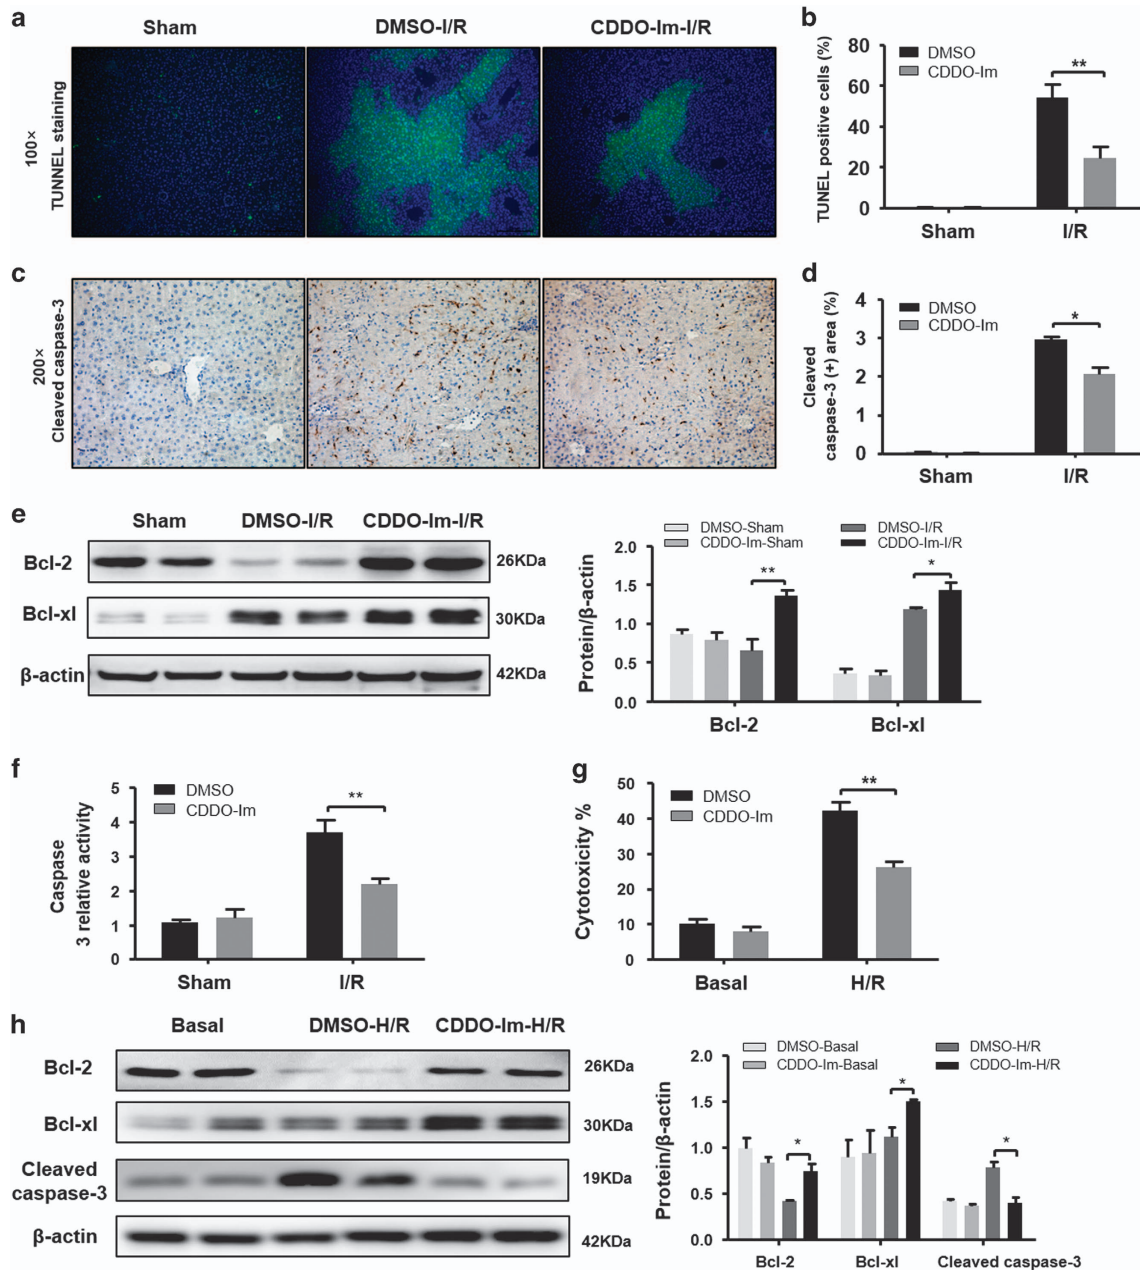 a
Sham
DMSO-I/R
CDDO-Im-I/R
100×
TUNNEL staining
b
TUNEL positive cells (%)
80
60
40
20
0
DMSO
CDDO-Im
**
Sham
I/R
c
200×
Cleaved caspase-3
d
Cleaved
caspase-3 (+) area (%)
4
3
2
1
0
DMSO
CDDO-Im
*
Sham
I/R
e
Sham
DMSO-I/R
CDDO-Im-I/R
Bcl-2
26KDa
Bcl-xl
30KDa
β-actin
42KDa
DMSO-Sham
CDDO-Im-Sham
DMSO-I/R
CDDO-Im-I/R
Protein/β-actin
2.0
1.5
1.0
0.5
0.0
**
*
Bcl-2
Bcl-xl
f
Caspase
3 relative activity
5
4
3
2
1
0
DMSO
CDDO-Im
**
Sham
I/R
g
Cytotoxicity %
50
40
30
20
10
0
DMSO
CDDO-Im
**
Basal
H/R
h
Basal
DMSO-H/R
CDDO-Im-H/R
Bcl-2
26KDa
Bcl-xl
30KDa
Cleaved
caspase-3
19KDa
β-actin
42KDa
DMSO-Basal
CDDO-Im-Basal
DMSO-H/R
CDDO-Im-H/R
Protein/β-actin
2.0
1.5
1.0
0.5
0.0
*
*
*
Bcl-2
Bcl-xl
Cleaved caspase-3